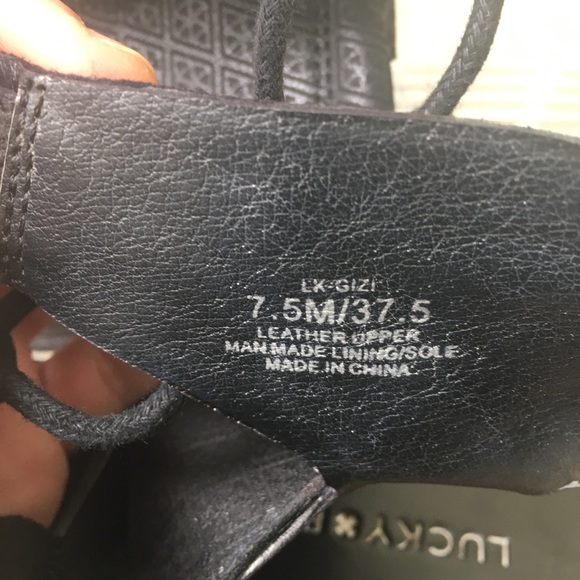 LK-GIZI
7.5M/37.5
LEATHER UPPER
MAN.MADE LINING/SOLE
MADE IN CHINA
LUCKY